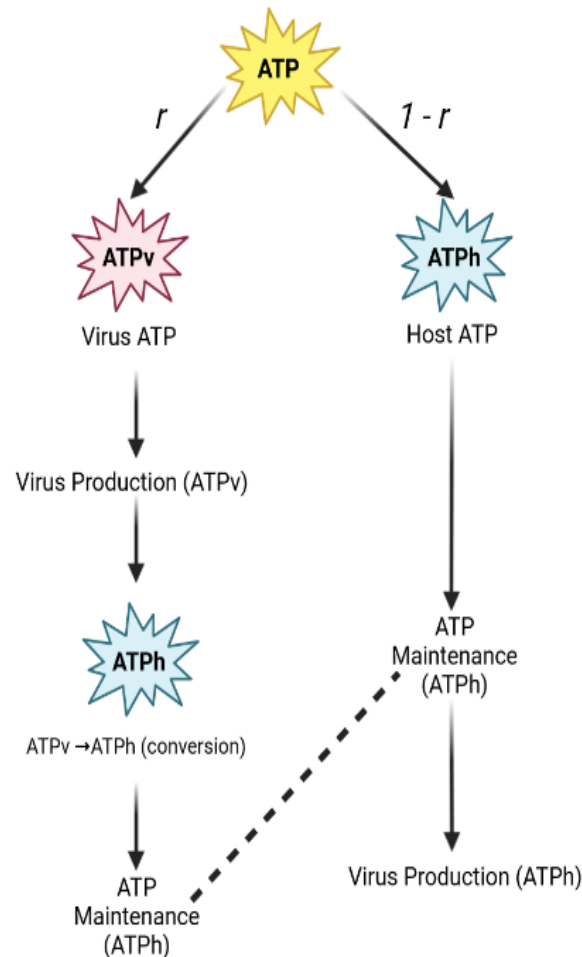 ATP
r
1 - r
ATPv
ATPh
Virus ATP
Host ATP
Virus Production (ATPv)
ATPh
ATP
Maintenance
(ATPh)
ATPv →ATPh (conversion)
ATP
Maintenance
(ATPh)
Virus Production (ATPh)